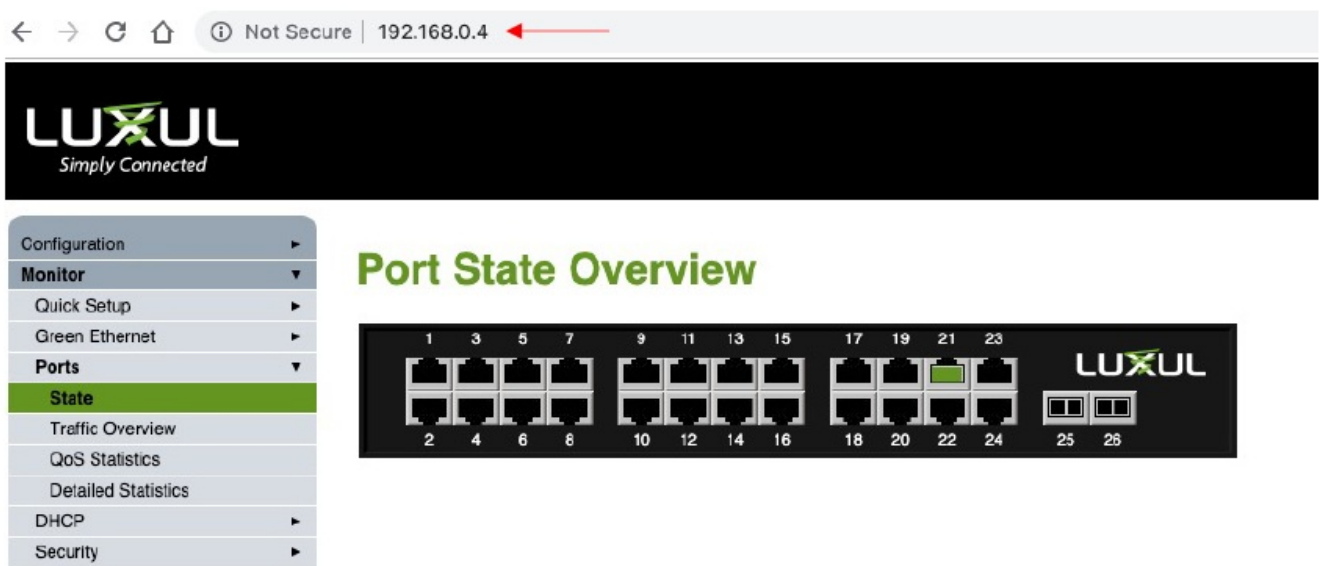 Not Secure | 192.168.0.4
LUXUL
Simply Connected
Configuration
Monitor
Quick Setup
Green Ethernet
Ports
State
Traffic Overview
QoS Statistics
Detailed Statistics
DHCP
Security
Port State Overview
1 3 5 7 9 11 13 15 17 19 21 23
LUXUL
2 4 6 8 10 12 14 16 18 20 22 24 25 26